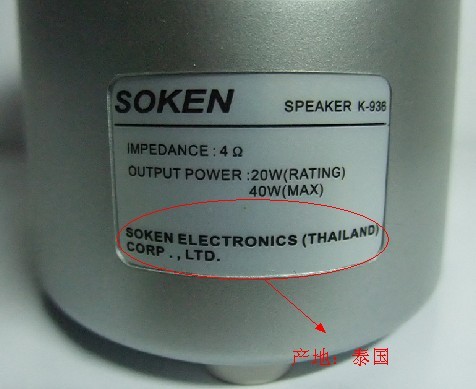 SOKEN
SPEAKER K-936
IMPEDANCE : 4 Ω
OUTPUT POWER :20W(RATING)
40W(MAX)
SOKEN ELECTRONICS (THAILAND)
CORP .,LTD.
产地：泰国